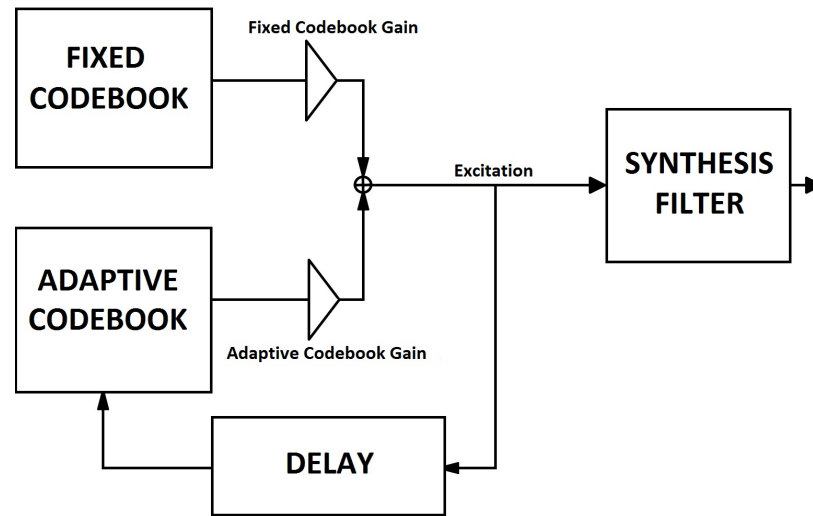 Fixed Codebook Gain
FIXED
CODEBOOK
Excitation
SYNTHESIS
FILTER
ADAPTIVE
CODEBOOK
Adaptive Codebook Gain
DELAY